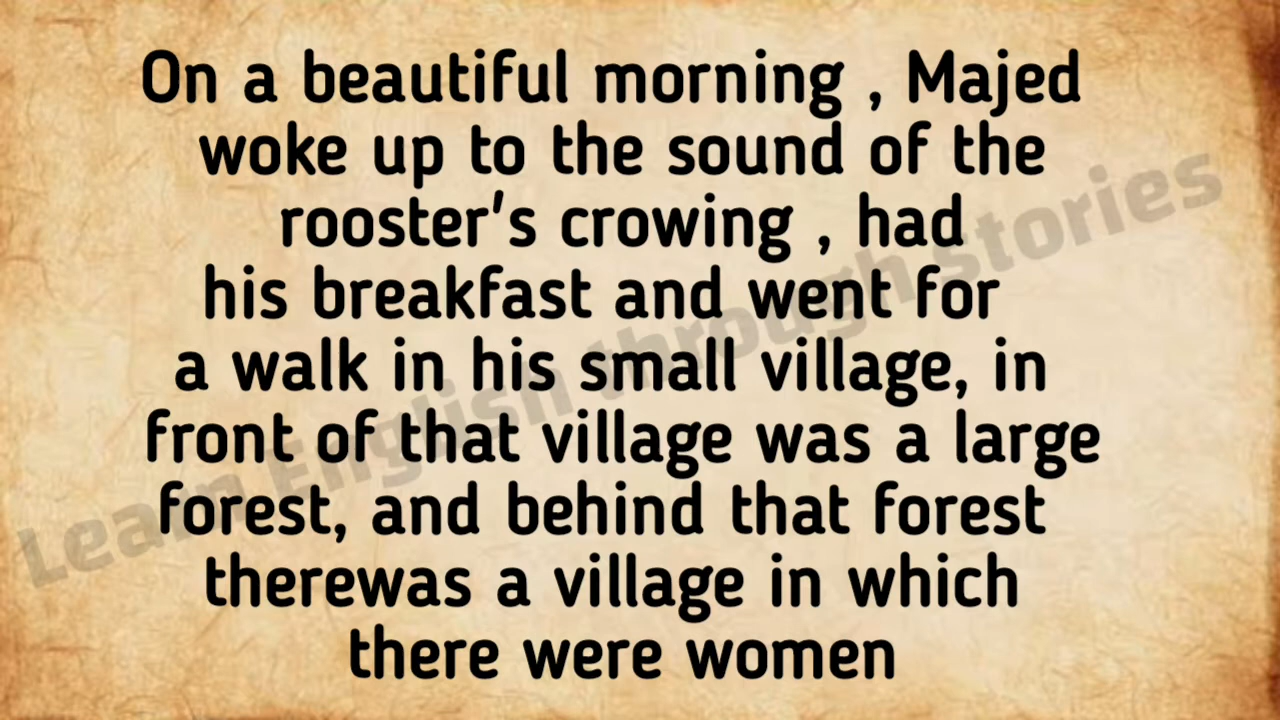 On a beautiful morning , Majed
woke up to the sound of the
rooster's crowing , had
his breakfast and went for
a walk in his small village, in
front of that village was a large
forest, and behind that forest
therewas a village in which
there were women
Learn English through stories